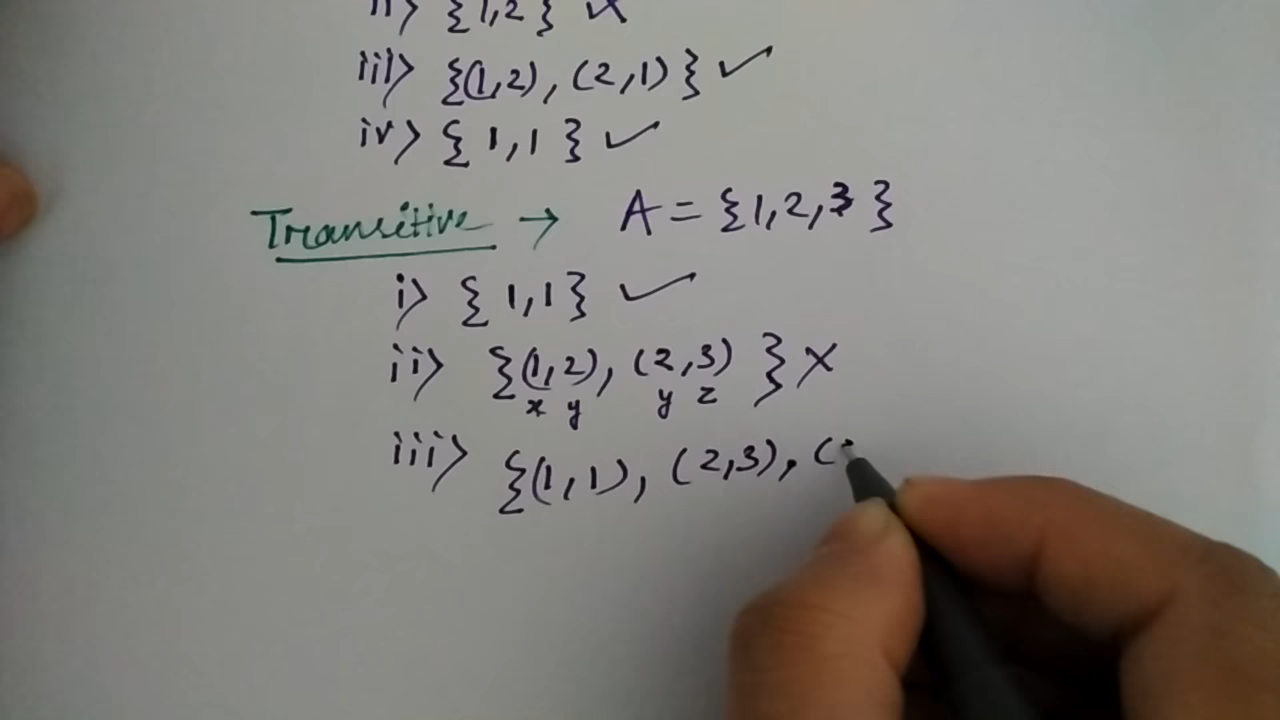 ii> {1,2} x
iii> {(1,2), (2,1)} ✓
iv> {1,1} ✓
Transitive → A = {1,2,3}
i> {1,1} ✓
ii> {(1,2), (2,3)} x
x y y z
iii> {(1,1), (2,3), (